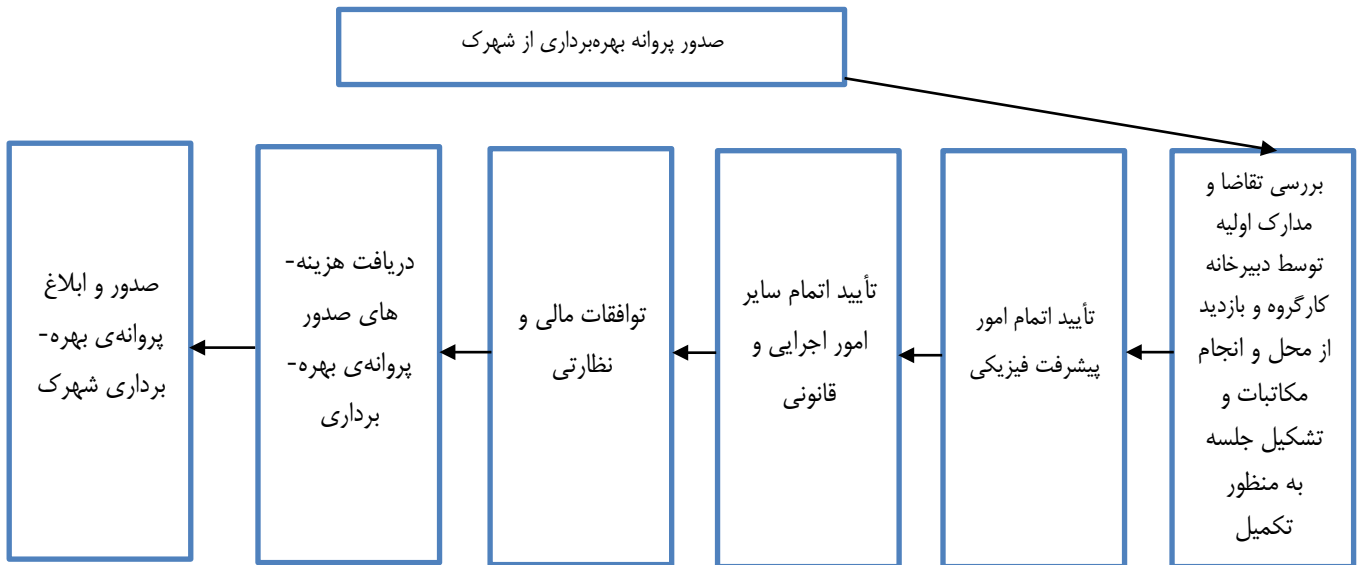 صدور پروانه بهره‌برداری از شهرک
بررسی تقاضا و
مدارک اولیه
توسط دبیرخانه
کارگروه و بازدید
از محل و انجام
مکاتبات و
تشکیل جلسه
به منظور
تکمیل
تأیید اتمام امور
پیشرفت فیزیکی
تأیید اتمام سایر
امور اجرایی و
قانونی
توافقات مالی و
نظارتی
دریافت هزینه-
های صدور
پروانه‌ی بهره-
برداری
صدور و ابلاغ
پروانه‌ی بهره-
برداری شهرک